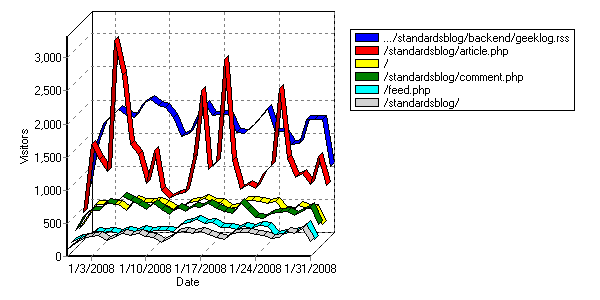 3,000
2,500
2,000
1,500
1,000
500
0
Visitors
1/3/2008
1/10/2008
1/17/2008
1/24/2008
1/31/2008
Date
.../standardsblog/backend/geeklog.rss
/standardsblog/article.php
/
/standardsblog/comment.php
/feed.php
/standardsblog/